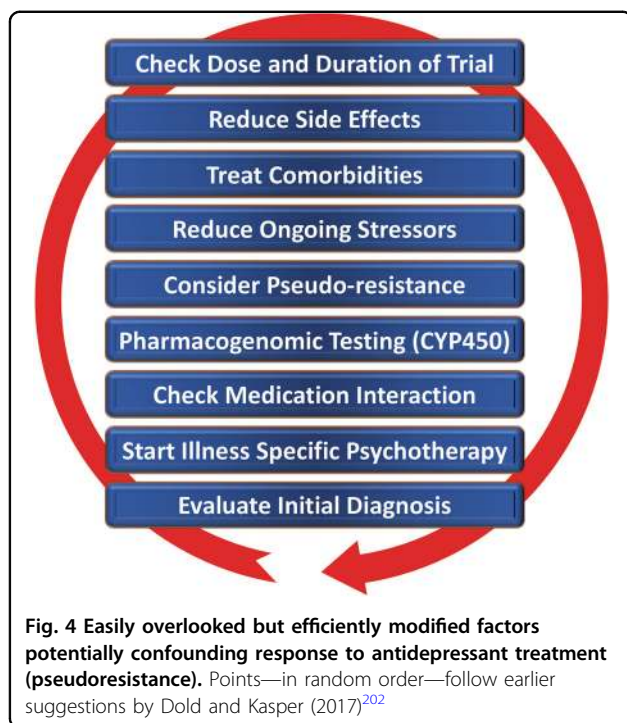 Check Dose and Duration of Trial
Reduce Side Effects
Treat Comorbidities
Reduce Ongoing Stressors
Consider Pseudo-resistance
Pharmacogenomic Testing (CYP450)
Check Medication Interaction
Start Illness Specific Psychotherapy
Evaluate Initial Diagnosis
Fig. 4 Easily overlooked but efficiently modified factors
potentially confounding response to antidepressant treatment
(pseudoresistance). Points—in random order—follow earlier
suggestions by Dold and Kasper (2017)202